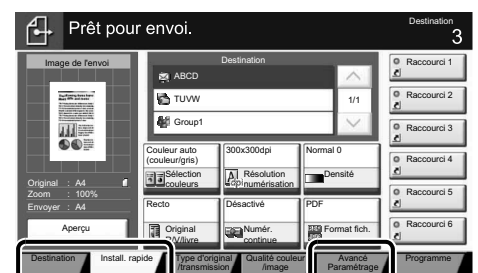 Prêt pour envoi.
Destination
3
Image de l'envoi
Original : A4
Zoom : 100%
Envoyer : A4
Aperçu
Destination
ABCD
TUVW
Group1
1/1
Couleur auto
(couleur/gris)
Sélection
couleurs
300x300dpi
Résolution
numérisation
Normal 0
Densité
Recto
Original
R/V/livre
Désactivé
Numér.
continue
PDF
Format fich.
Raccourci 1
Raccourci 2
Raccourci 3
Raccourci 4
Raccourci 5
Raccourci 6
Destination
Install. rapide
Type d'original
/transmission
Qualité couleur
/image
Avancé
Paramétrage
Programme